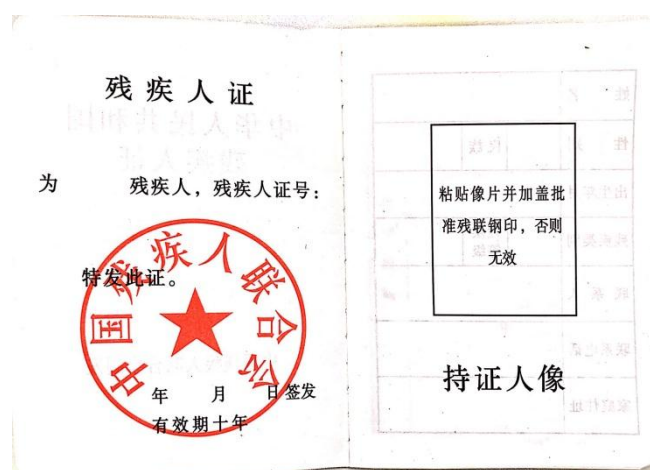 残疾人证
为 残疾人，残疾人证号：
特发此证。
中国残疾人联合会
年 月 日签发
有效期十年
粘贴像片并加盖批
准残联钢印，否则
无效
持证人像